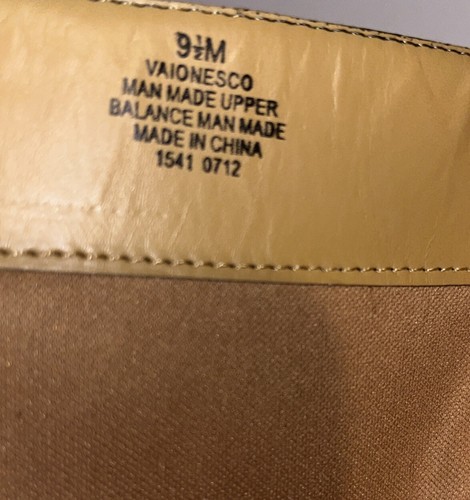 9½M
VAIONESCO
MAN MADE UPPER
BALANCE MAN MADE
MADE IN CHINA
1541 0712